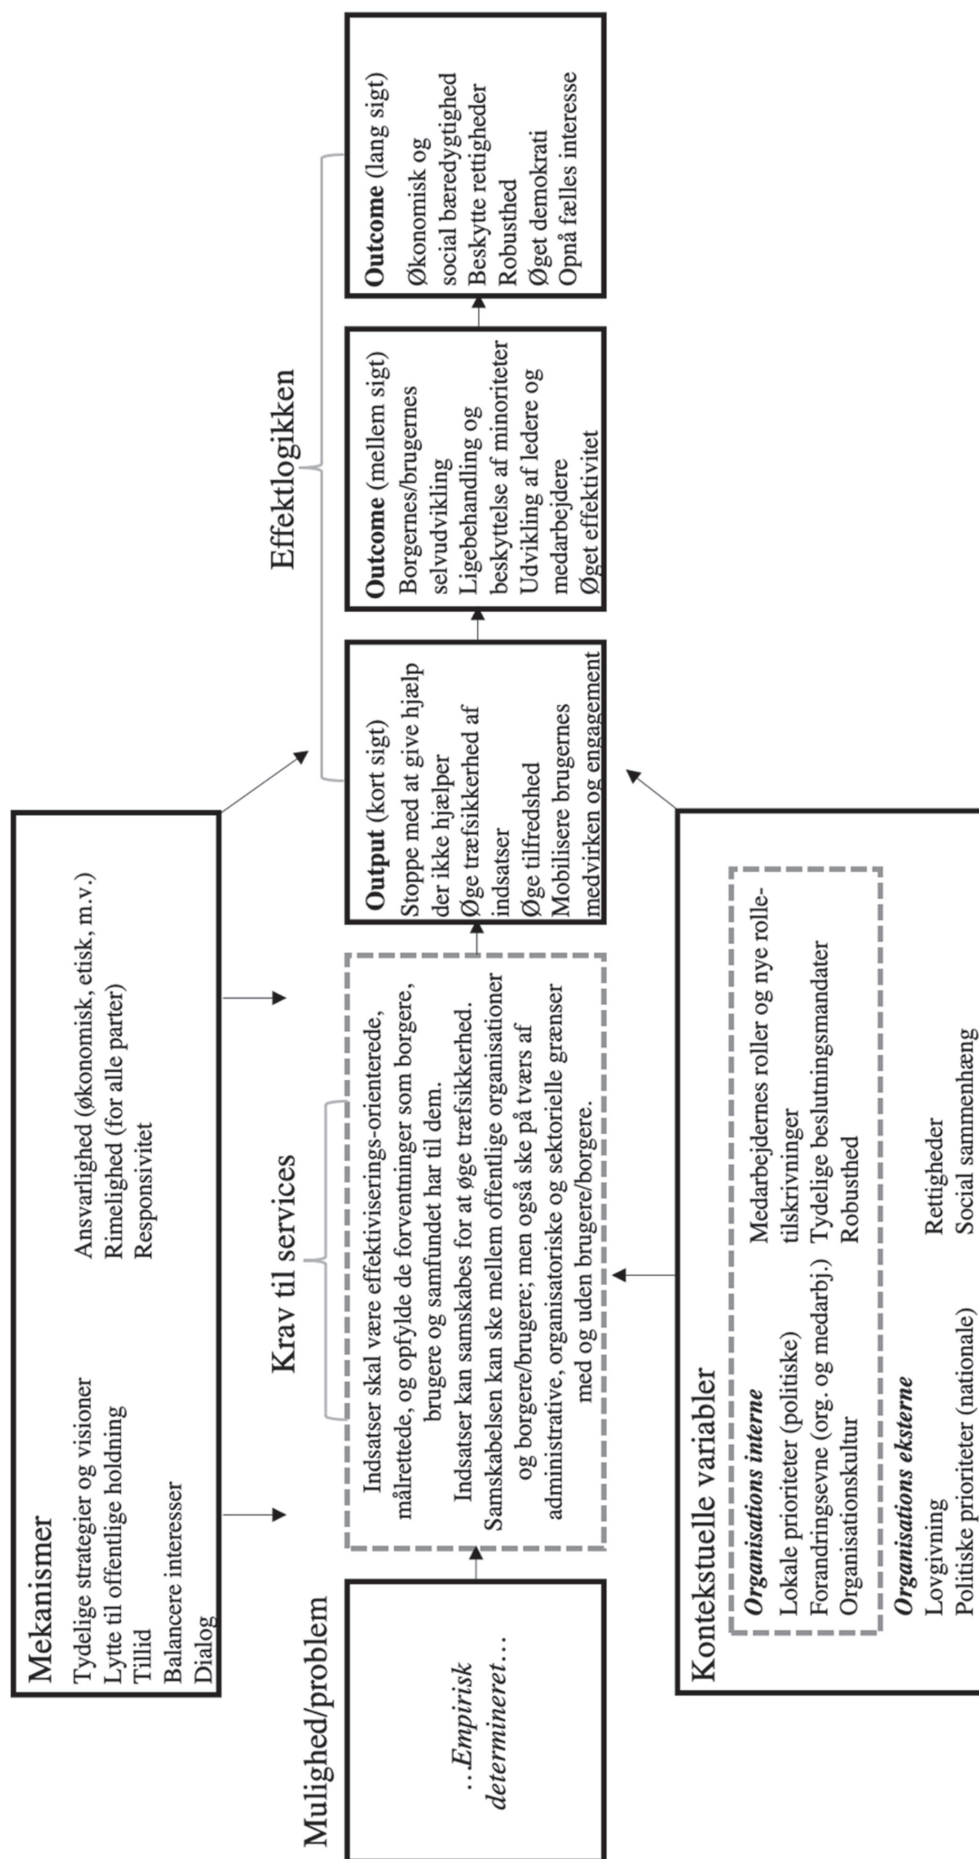 Mekanismer
Tydelige strategier og visioner
Lytte til offentlige holdning
Tillid
Balancere interesser
Dialog
Ansvarlighed (økonomisk, etisk, m.v.)
Rimelighed (for alle parter)
Responsivitet
Mulighed/problem
…Empirisk
determineret…
Krav til services
Indsatser skal være effektiviserings-orienterede,
målrettede, og opfylde de forventninger som borgere,
brugere og samfundet har til dem.
Indsatser kan samskabes for at øge træfsikkerhed.
Samskabelsen kan ske mellem offentlige organisationer
og borgere/brugere; men også ske på tværs af
administrative, organisatoriske og sektorielle grænser
med og uden brugere/borgere.
Effektlogikken
Output (kort sigt)
Stoppe med at give hjælp
der ikke hjælper
Øge træfsikkerhed af
indsatser
Øge tilfredshed
Mobilisere brugernes
medvirken og engagement
Outcome (mellem sigt)
Borgernes/brugernes
selvudvikling
Ligebehandling og
beskyttelse af minoriteter
Udvikling af ledere og
medarbejdere
Øget effektivitet
Outcome (lang sigt)
Økonomisk og
social bæredygtighed
Beskytte rettigheder
Robusthed
Øget demokrati
Opnå fælles interesse
Kontekstuelle variabler
Organisations interne
Lokale prioriteter (politiske)
Forandringsevne (org. og medarbj.)
Organisationskultur
Medarbejdernes roller og nye rolle-
tilskrivninger
Tydelige beslutningsmandater
Robusthed
Organisations eksterne
Lovgivning
Politiske prioriteter (nationale)
Rettigheder
Social sammenhæng